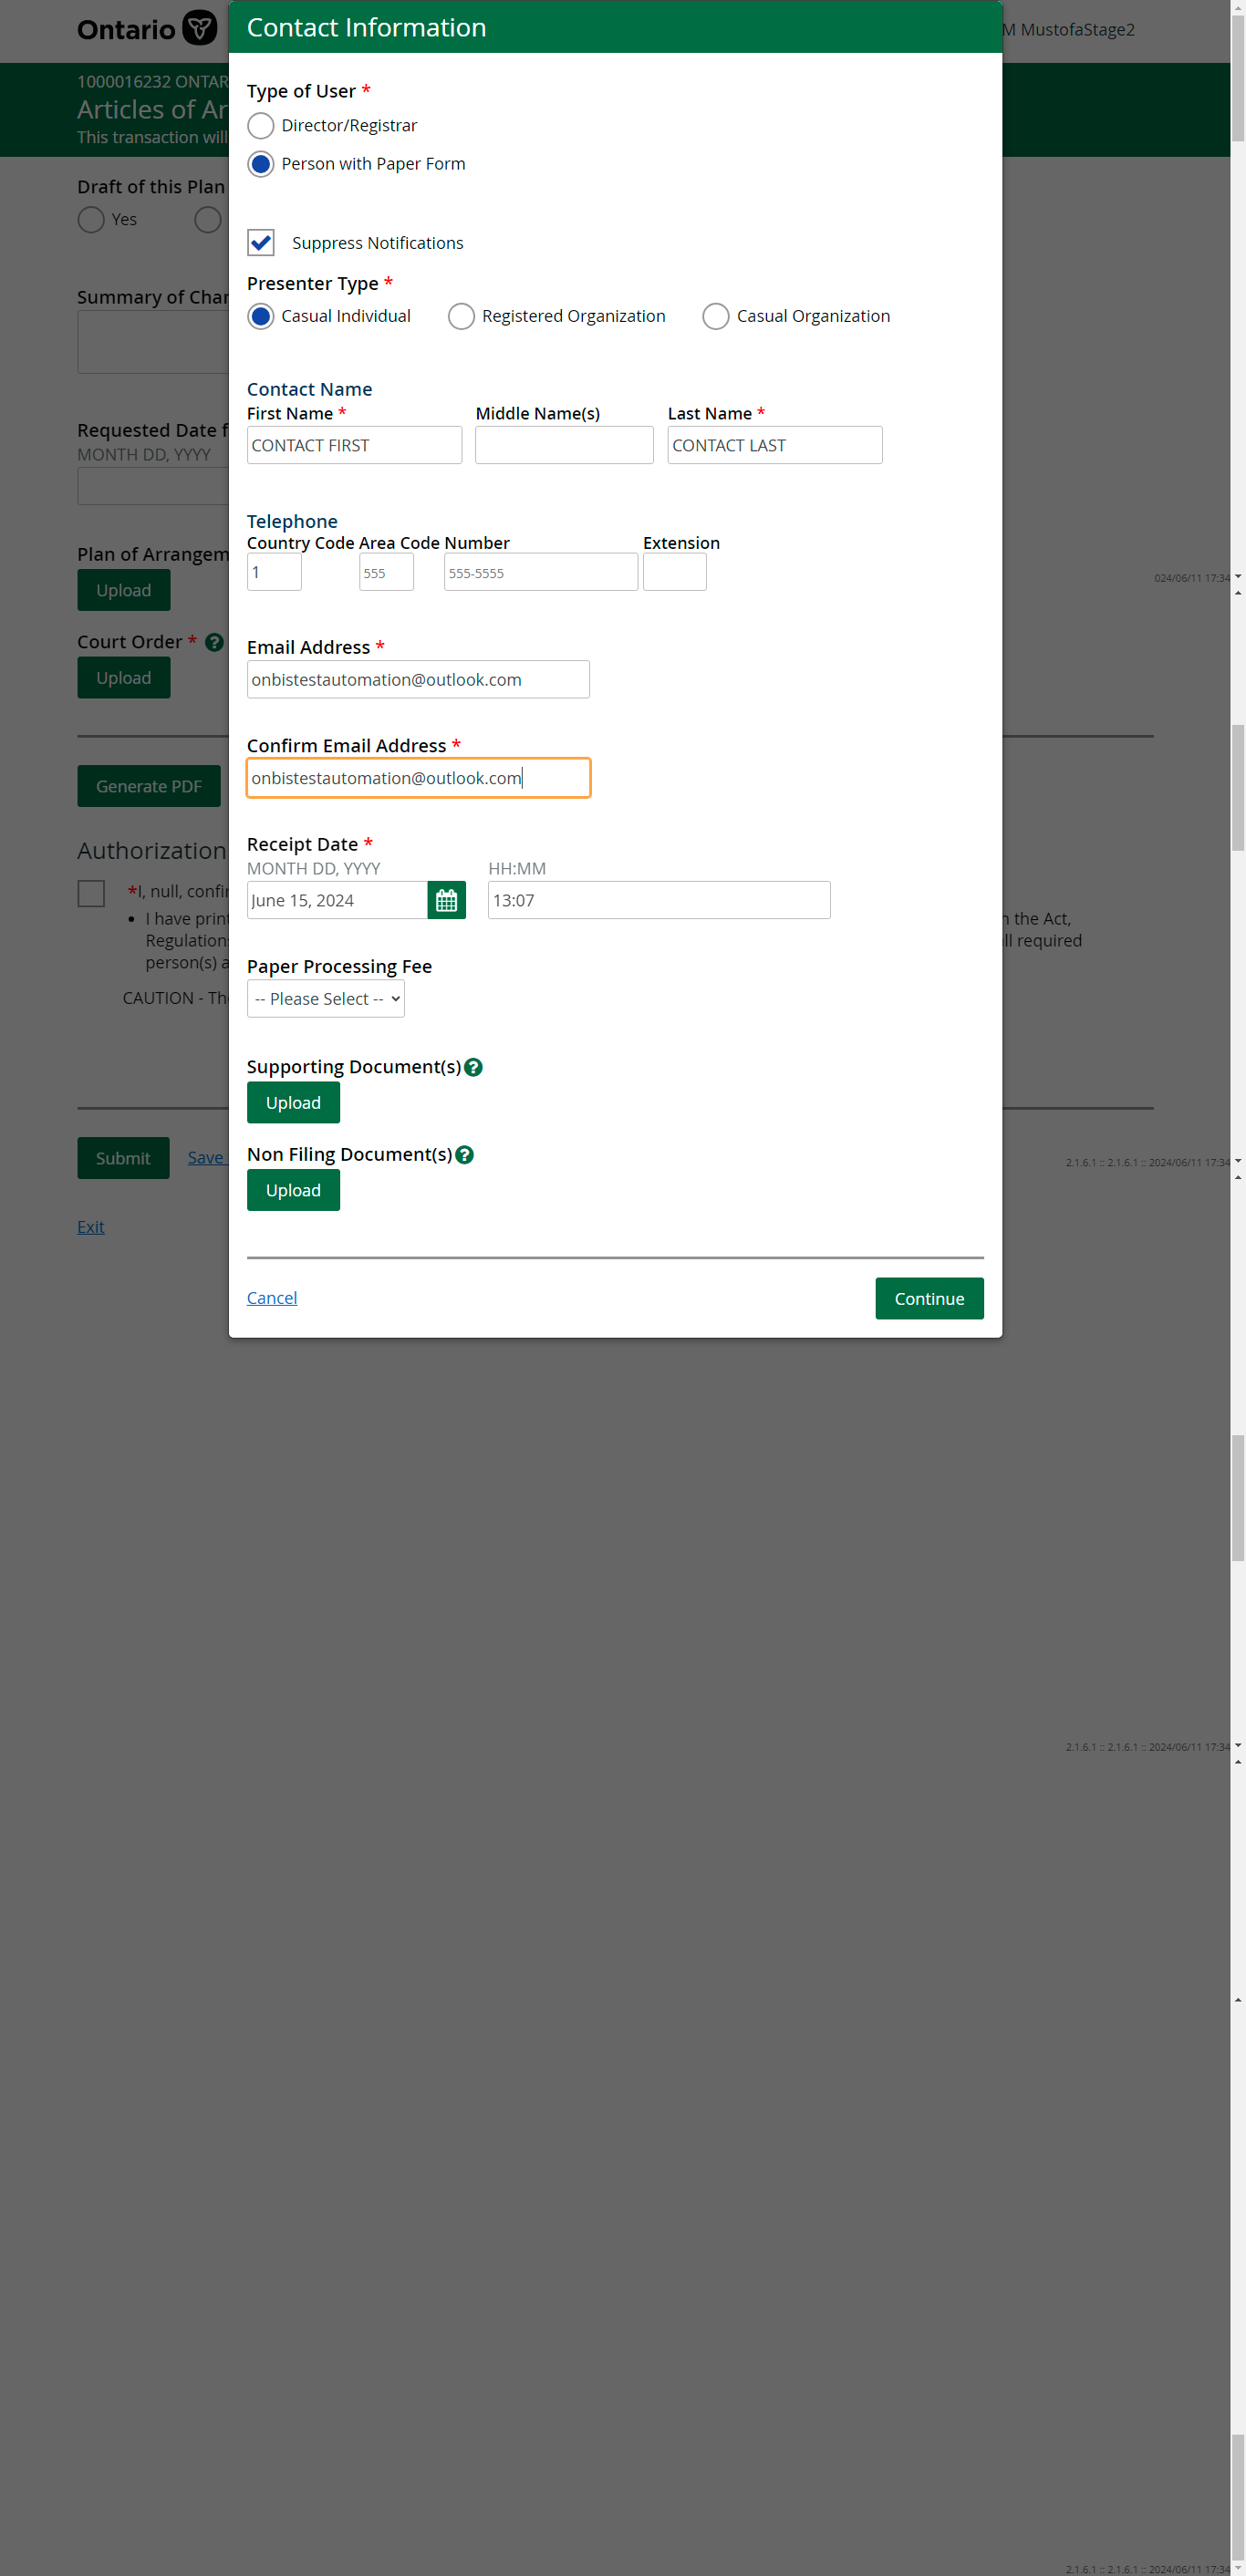 Ontario
M MustofaStage2
1000016232 ONTAR
Articles of Ar
This transaction will
Draft of this Plan
Yes
Summary of Char
Requested Date f
MONTH DD, YYYY
Plan of Arrangem
Upload
Court Order *
Upload
Generate PDF
Authorization
*I, null, confir
I have print
Regulation
person(s) a
n the Act,
ll required
CAUTION - Th
Submit
Save
Exit
Contact Information
Type of User *
Director/Registrar
Person with Paper Form
Suppress Notifications
Presenter Type *
Casual Individual
Registered Organization
Casual Organization
Contact Name
First Name *
Middle Name(s)
Last Name *
CONTACT FIRST
CONTACT LAST
Telephone
Country Code Area Code Number
Extension
1
555
555-5555
Email Address *
onbistestautomation@outlook.com
Confirm Email Address *
onbistestautomation@outlook.com
Receipt Date *
MONTH DD, YYYY
HH:MM
June 15, 2024
13:07
Paper Processing Fee
-- Please Select --
Supporting Document(s) ?
Upload
Non Filing Document(s) ?
Upload
Cancel
Continue
024/06/11 17:34
2.1.6.1 :: 2.1.6.1 :: 2024/06/11 17:34
2.1.6.1 :: 2.1.6.1 :: 2024/06/11 17:34
2.1.6.1 :: 2.1.6.1 :: 2024/06/11 17:34